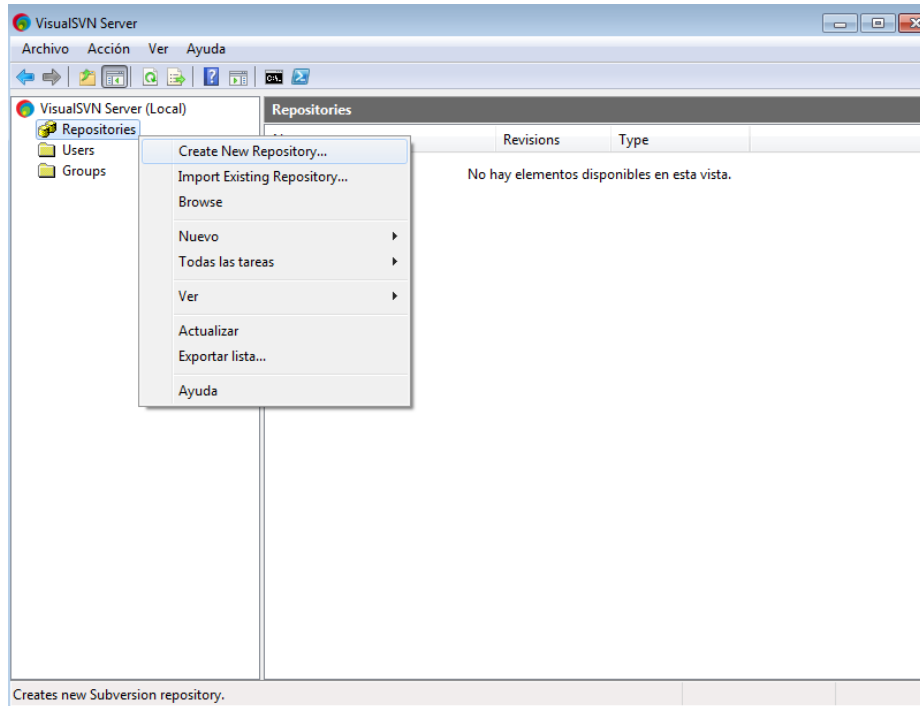 VisualSVN Server
Archivo Acción Ver Ayuda
C:\.
VisualSVN Server (Local)
Repositories
Users
Groups
Repositories
Revisions Type
No hay elementos disponibles en esta vista.
Create New Repository...
Import Existing Repository...
Browse
Nuevo
Todas las tareas
Ver
Actualizar
Exportar lista...
Ayuda
Creates new Subversion repository.